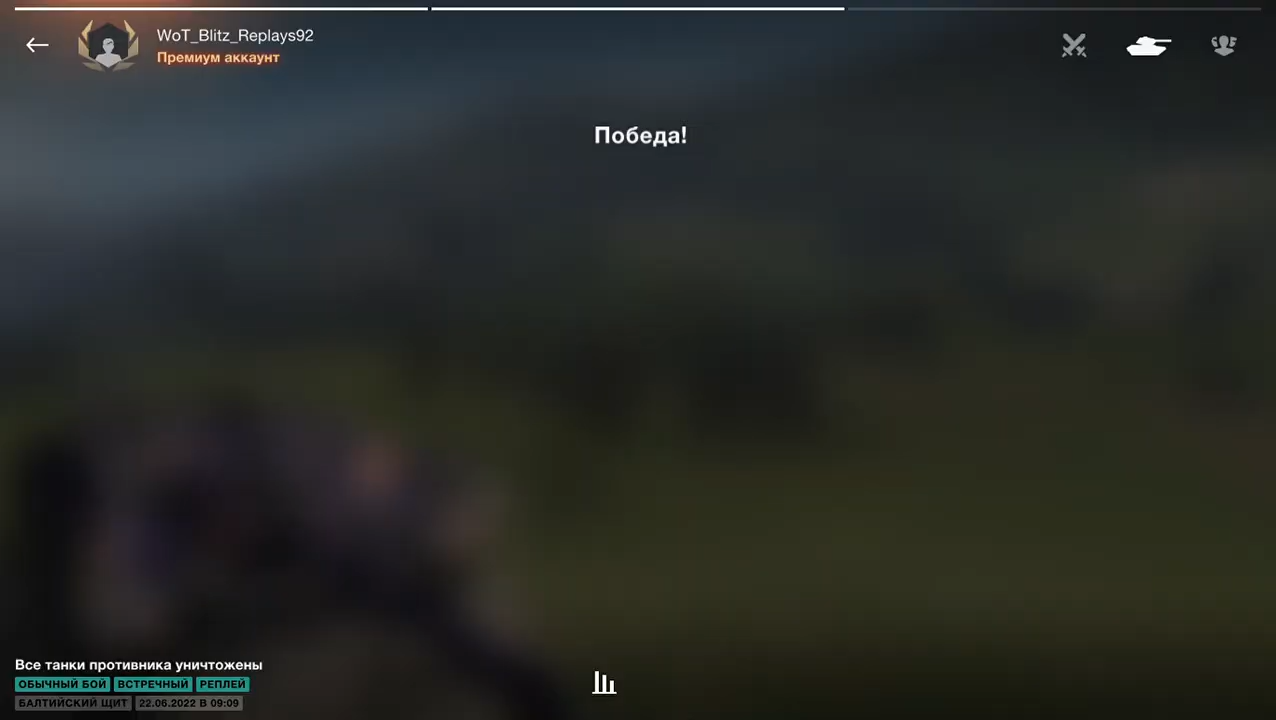 WoT_Blitz_Replays92
Премиум аккаунт
Победа!
Все танки противника уничтожены
ОБЫЧНЫЙ БОЙ ВСТРЕЧНЫЙ РЕПЛЕЙ
БАЛТИЙСКИЙ ЩИТ 22.06.2022 В 09:09